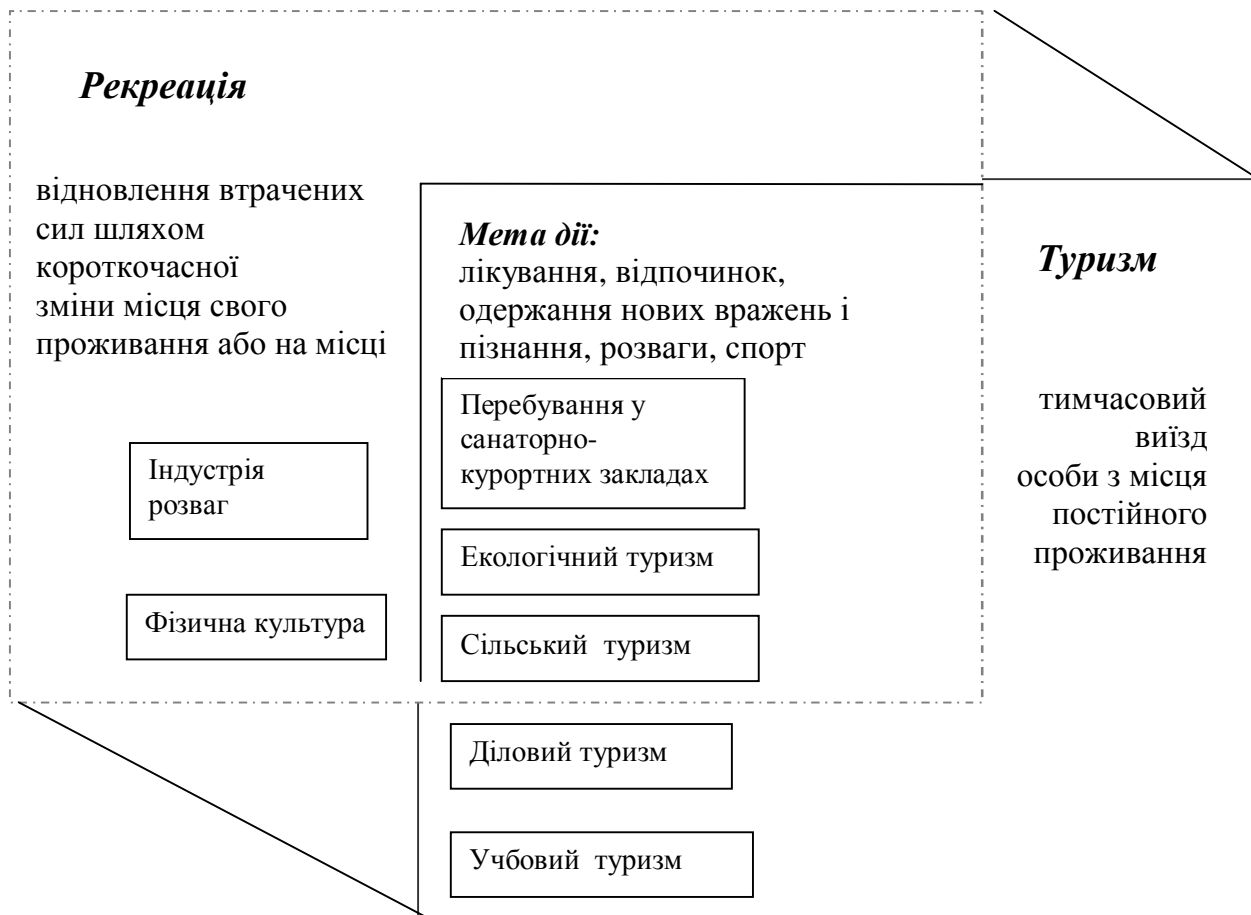 Рекреація
відновлення втрачених
сил шляхом
короткочасної
зміни місця свого
проживання або на місці
Індустрія
розваг
Фізична культура
Мета дії:
лікування, відпочинок,
одержання нових вражень і
пізнання, розваги, спорт
Перебування у
санаторно-
курортних закладах
Екологічний туризм
Сільський туризм
Діловий туризм
Учбовий туризм
Туризм
тимчасовий
виїзд
особи з місця
постійного
проживання